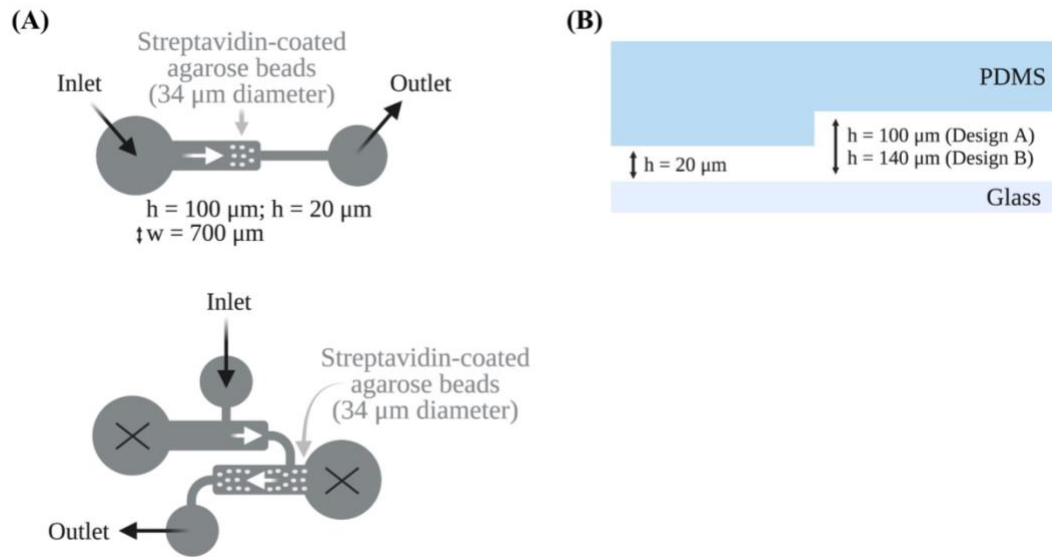 (A)
Streptavidin-coated
agarose beads
(34 μm diameter)
Inlet
Outlet
h = 100 μm; h = 20 μm
w = 700 μm
Inlet
Streptavidin-coated
agarose beads
(34 μm diameter)
Outlet
(B)
PDMS
h = 100 μm (Design A)
h = 140 μm (Design B)
h = 20 μm
Glass